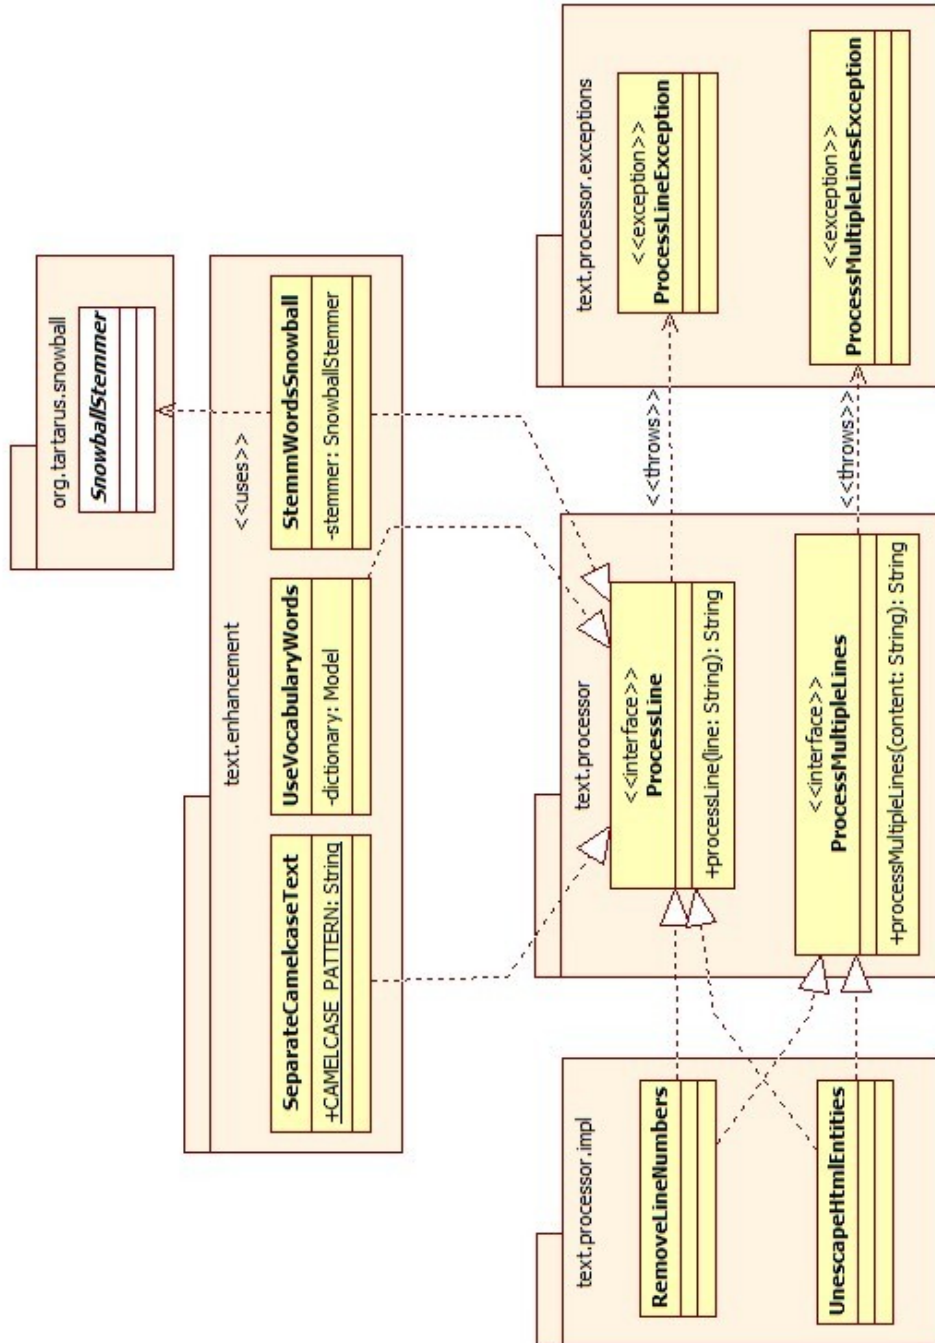 org.tartarus.snowball
SnowballStemmer
text.enhancement
<<uses>>
SeparateCamelcaseText
+CAMELCASE_PATTERN: String
UseVocabularyWords
-dictionary: Model
StemmWordsSnowball
-stemmer: SnowballStemmer
text.processor.impl
RemoveLineNumbers
UnescapeHtmlEntities
text.processor
<<interface>>
ProcessLine
+processLine(line: String): String
<<interface>>
ProcessMultipleLines
+processMultipleLines(content: String): String
<<throws>>
<<throws>>
text.processor.exceptions
<<exception>>
ProcessLineException
<<exception>>
ProcessMultipleLinesException